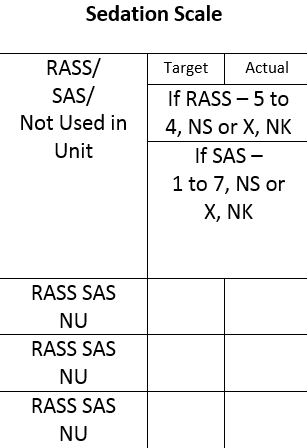 Sedation Scale
RASS/
SAS/
Not Used in
Unit
Target
Actual
If RASS – 5 to
4, NS or X, NK
If SAS –
1 to 7, NS or
X, NK
RASS SAS
NU
RASS SAS
NU
RASS SAS
NU